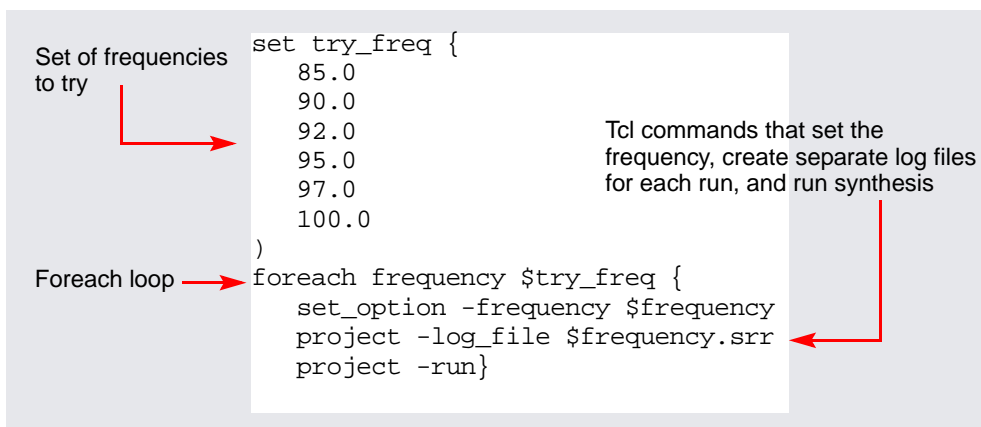 Set of frequencies
to try
set try_freq {
85.0
90.0
92.0
95.0
97.0
100.0
)
Tcl commands that set the
frequency, create separate log files
for each run, and run synthesis
Foreach loop
foreach frequency $try_freq {
set_option -frequency $frequency
project -log_file $frequency.srr
project -run}